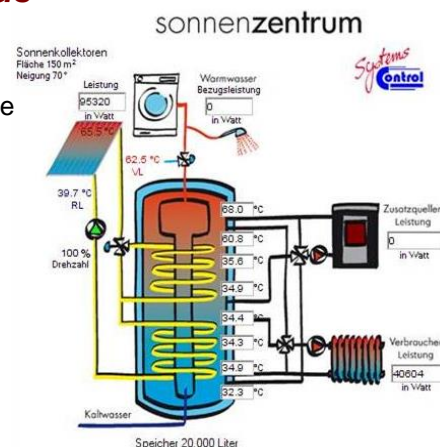 sonnenzentrum
Sonnenkollektoren
Fläche 150 m²
Neigung 70°
Systems
Control
Leistung
95320
in Watt
Warmwasser
Bezugsleistung
0
in Watt
e
65.5 °C
62.5 °C
VL
39.7 °C
RL
68.0 °C
Zusatzquellen
Leistung
0
in Watt
60.8 °C
100 %
Drehzahl
35.6 °C
34.9 °C
34.4 °C
34.3 °C
Verbraucher
Leistung
40604
in Watt
34.9 °C
32.3 °C
Kaltwasser
Speicher 20 000 Liter